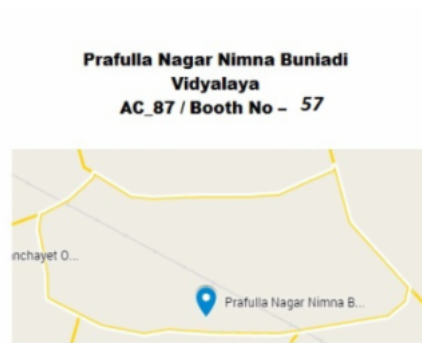 Prafulla Nagar Nimna Buniadi
Vidyalaya
AC_87 / Booth No – 57
nchayet O...
Prafulla Nagar Nimna B...